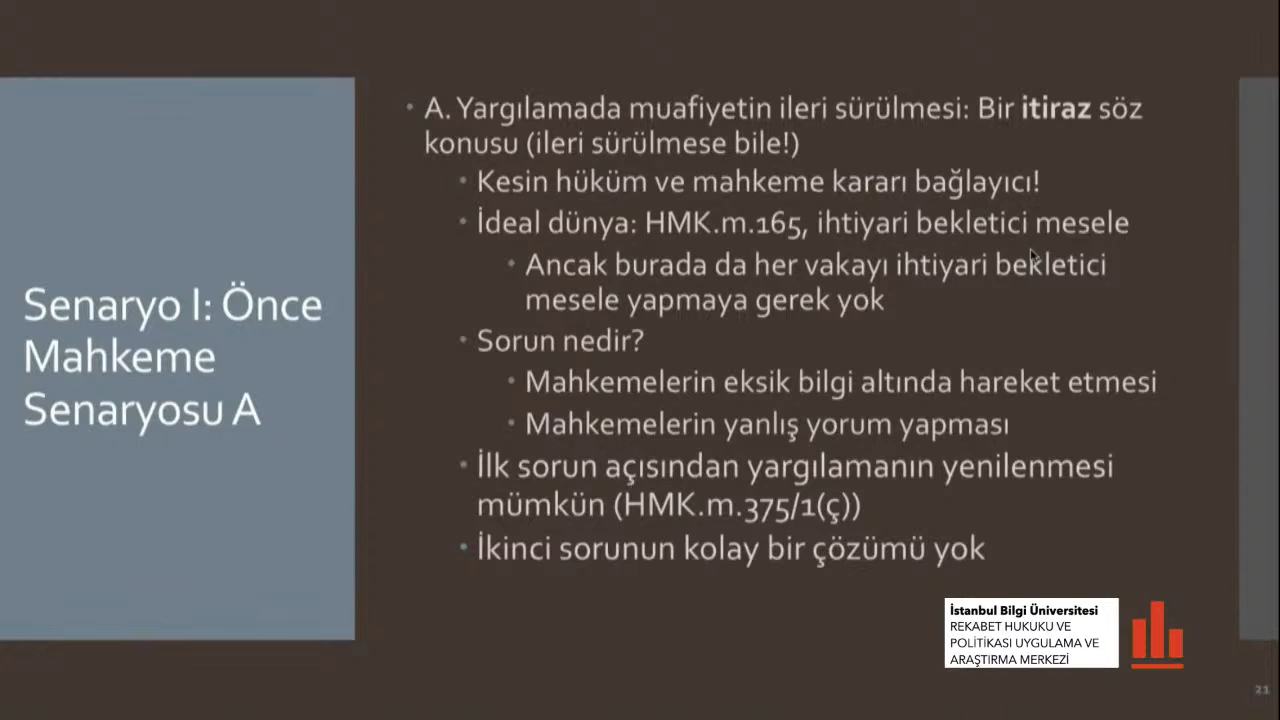 Senaryo I: Önce
Mahkeme
Senaryosu A
• A. Yargılamada muafiyetin ileri sürülmesi: Bir itiraz söz
konusu (ileri sürülmese bile!)
• Kesin hüküm ve mahkeme kararı bağlayıcı!
• İdeal dünya: HMK.m.165, ihtiyari bekletici mesele
• Ancak burada da her vakayı ihtiyari bekletici
mesele yapmaya gerek yok
• Sorun nedir?
• Mahkemelerin eksik bilgi altında hareket etmesi
• Mahkemelerin yanlış yorum yapması
• İlk sorun açısından yargılamanın yenilenmesi
mümkün (HMK.m.375/1(ç))
• İkinci sorunun kolay bir çözümü yok
İstanbul Bilgi Üniversitesi
REKABET HUKUKU VE
POLİTİKASI UYGULAMA VE
ARAŞTIRMA MERKEZİ
21